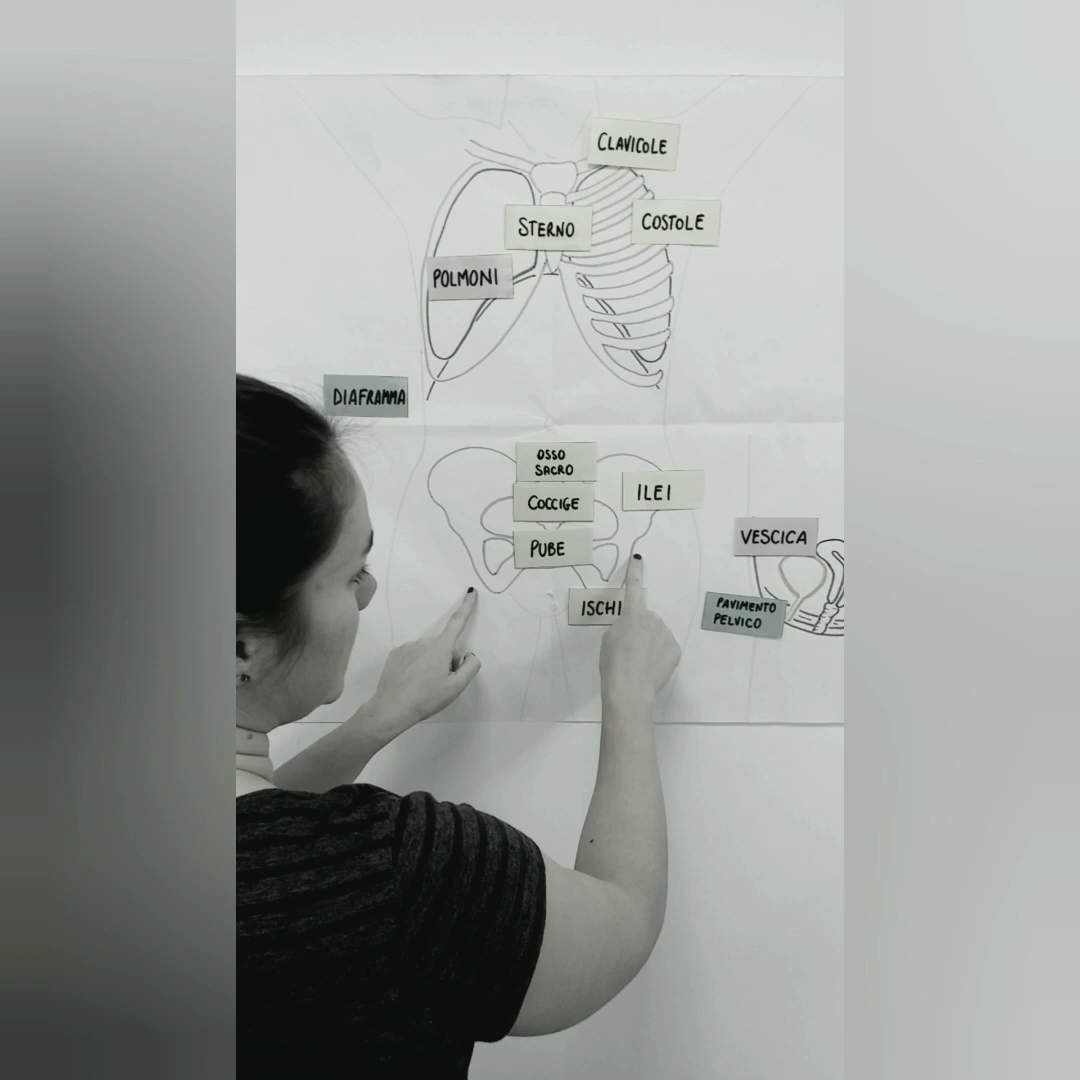 CLAVICOLE
COSTOLE
STERNO
POLMONI
DIAFRAMMA
OSSO
SACRO
ILEI
COCCIGE
VESCICA
PUBE
ISCHI
PAVIMENTO
PELVICO